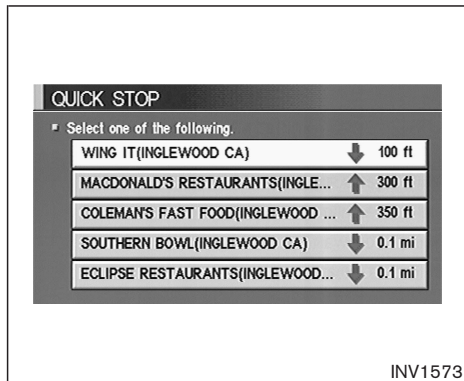 QUICK STOP
Select one of the following.
WING IT(INGLEWOOD CA) 100 ft
MACDONALD'S RESTAURANTS(INGLE... 300 ft
COLEMAN'S FAST FOOD(INGLEWOOD ... 350 ft
SOUTHERN BOWL(INGLEWOOD CA) 0.1 mi
ECLIPSE RESTAURANTS(INGLEWOOD... 0.1 mi
INV1573